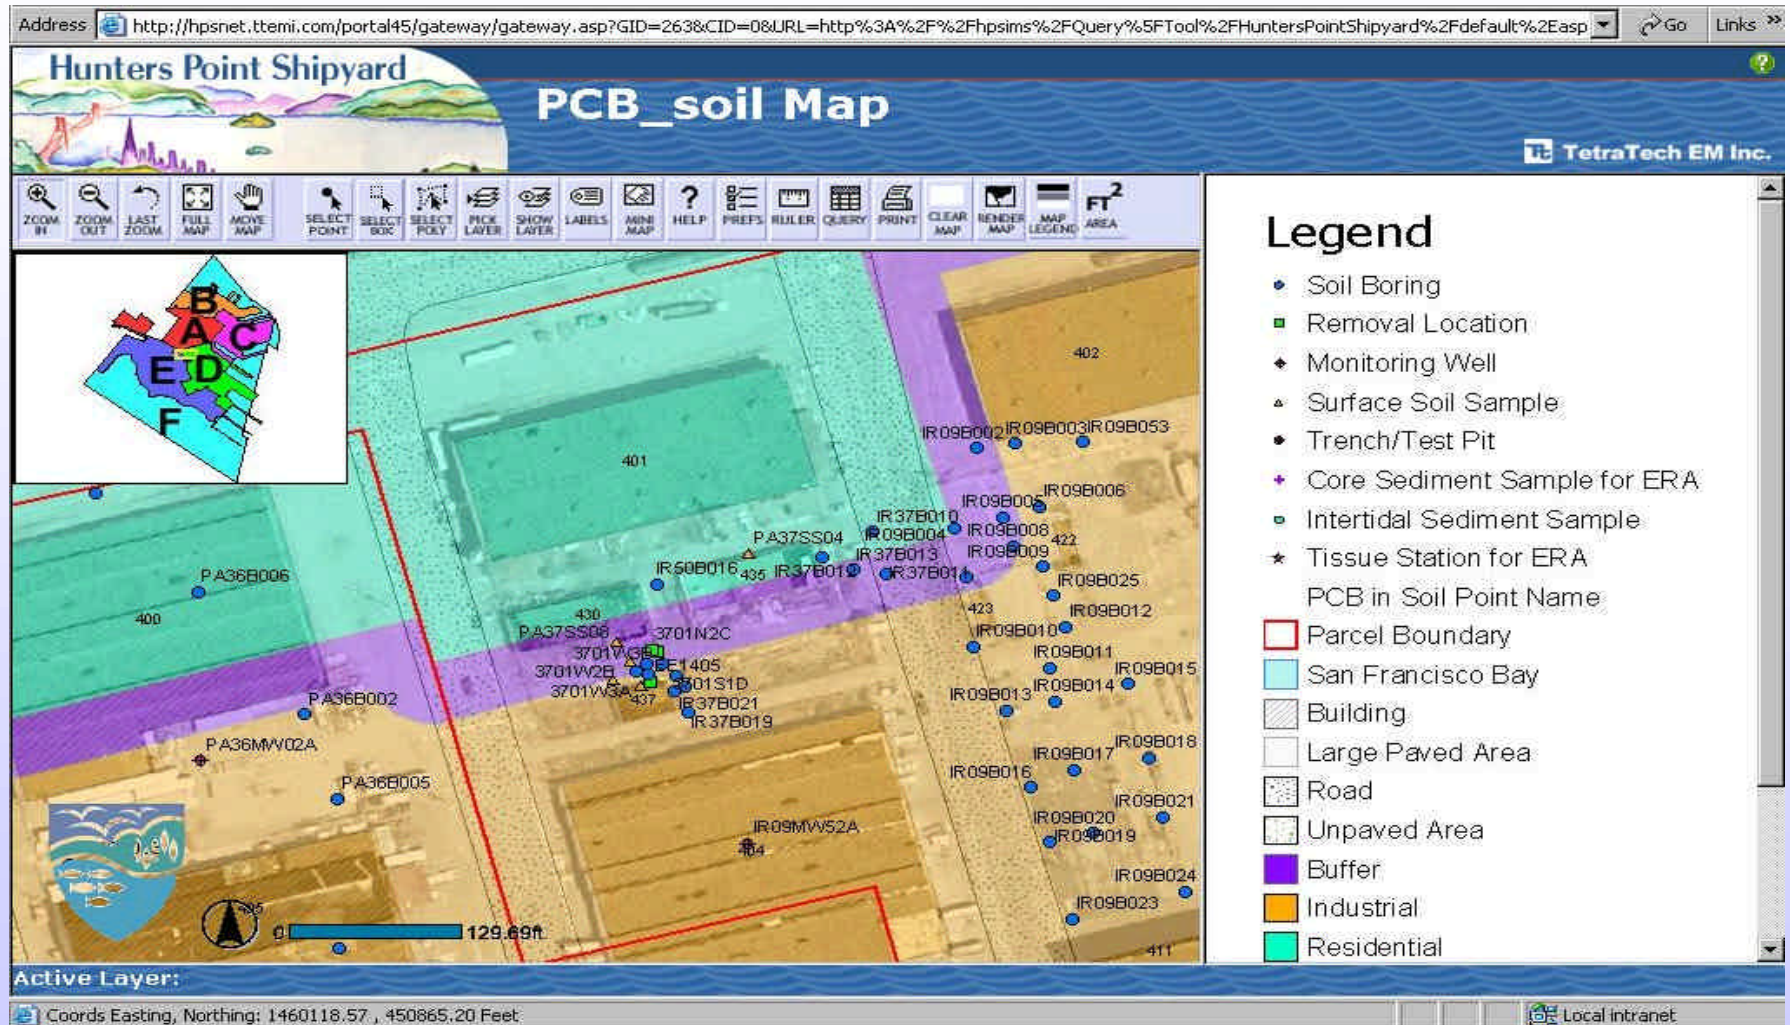 Address http://hpsnet.ttemi.com/portal45/gateway/gateway.asp?GID=263&CID=0&URL=http%3A%2F%2Fhpsims%2FQuery%5FTool%2FHuntersPointShipyard%2Fdefault%2Easp Go Links »
Hunters Point Shipyard
PCB_soil Map
Tt TetraTech EM Inc.
ZOOM IN
ZOOM OUT
LAST ZOOM
FULL MAP
MOVE MAP
SELECT POINT
SELECT BOX
SELECT POLY
PICK LAYER
SHOW LAYER
LABELS
MINI MAP
HELP
PREFS
RULER
QUERY
PRINT
CLEAR MAP
RENDER MAP
MAP LEGEND
FT2 AREA
B
A
C
E
D
F
402
401
IR09B002
IR09B003
IR09B053
IR09B005
IR09B006
IR37B010
PA37SS04
IR09B004
IR09B008
422
IR37B013
IR09B009
IR50B016
435
IR37B012
IR37B011
PA36B006
IR09B025
400
430
423
IR09B012
PA37SS08
3701N2C
IR09B010
3701W3B
IR09B011
3701W2B
EE1405
IR09B015
3701W3A
3701S1D
IR09B014
437
IR09B013
PA36B002
IR37B021
IR37B019
PA36MW02A
IR09B017
IR09B018
IR09B016
PA36B005
IR09B021
IR09B020
IR09MW52A
IR09B019
404
IR09B024
IR09B023
411
0 129.69ft.
Legend
Soil Boring
Removal Location
Monitoring Well
Surface Soil Sample
Trench/Test Pit
Core Sediment Sample for ERA
Intertidal Sediment Sample
Tissue Station for ERA
PCB in Soil Point Name
Parcel Boundary
San Francisco Bay
Building
Large Paved Area
Road
Unpaved Area
Buffer
Industrial
Residential
Active Layer:
Coords Easting, Northing: 1460118.57 , 450865.20 Feet
Local intranet